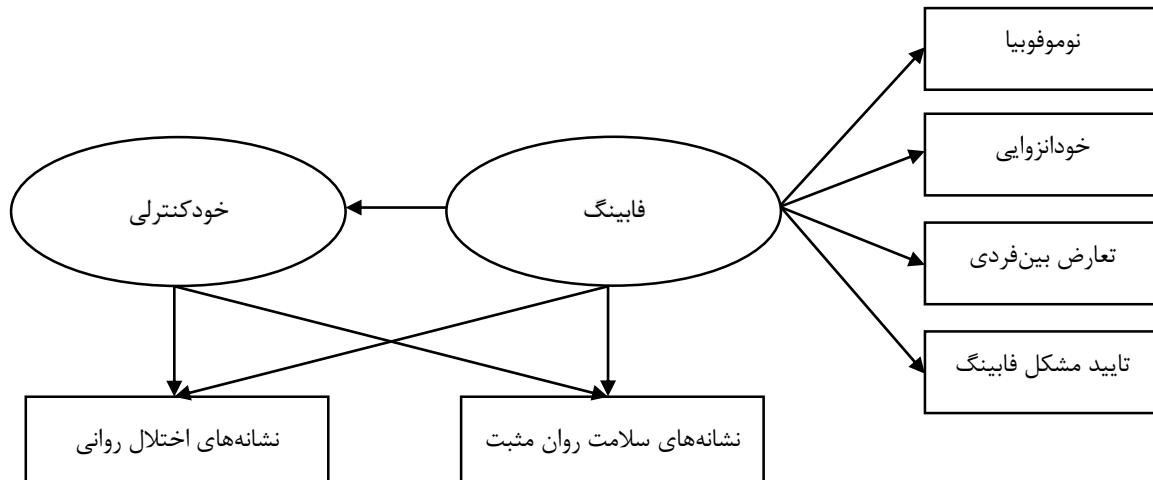 نوموفوبیا
خودانزوایی
فابینگ
خودکنترلی
تعارض بین‌فردی
تایید مشکل فابینگ
نشانه‌های سلامت روان مثبت
نشانه‌های اختلال روانی